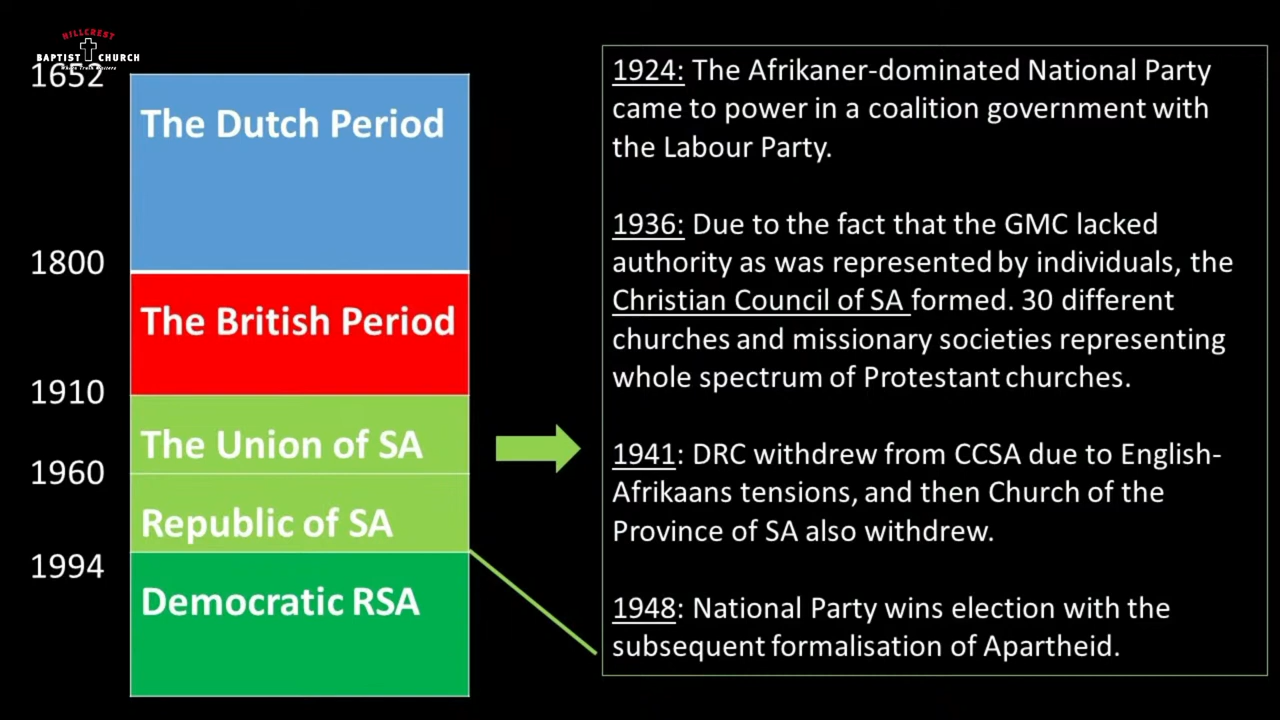 HILLCREST
BAPTIST CHURCH
1652
The Dutch Period
1800
The British Period
1910
The Union of SA
1960
Republic of SA
1994
Democratic RSA
1924: The Afrikaner-dominated National Party
came to power in a coalition government with
the Labour Party.
1936: Due to the fact that the GMC lacked
authority as was represented by individuals, the
Christian Council of SA formed. 30 different
churches and missionary societies representing
whole spectrum of Protestant churches.
1941: DRC withdrew from CCSA due to English-
Afrikaans tensions, and then Church of the
Province of SA also withdrew.
1948: National Party wins election with the
subsequent formalisation of Apartheid.